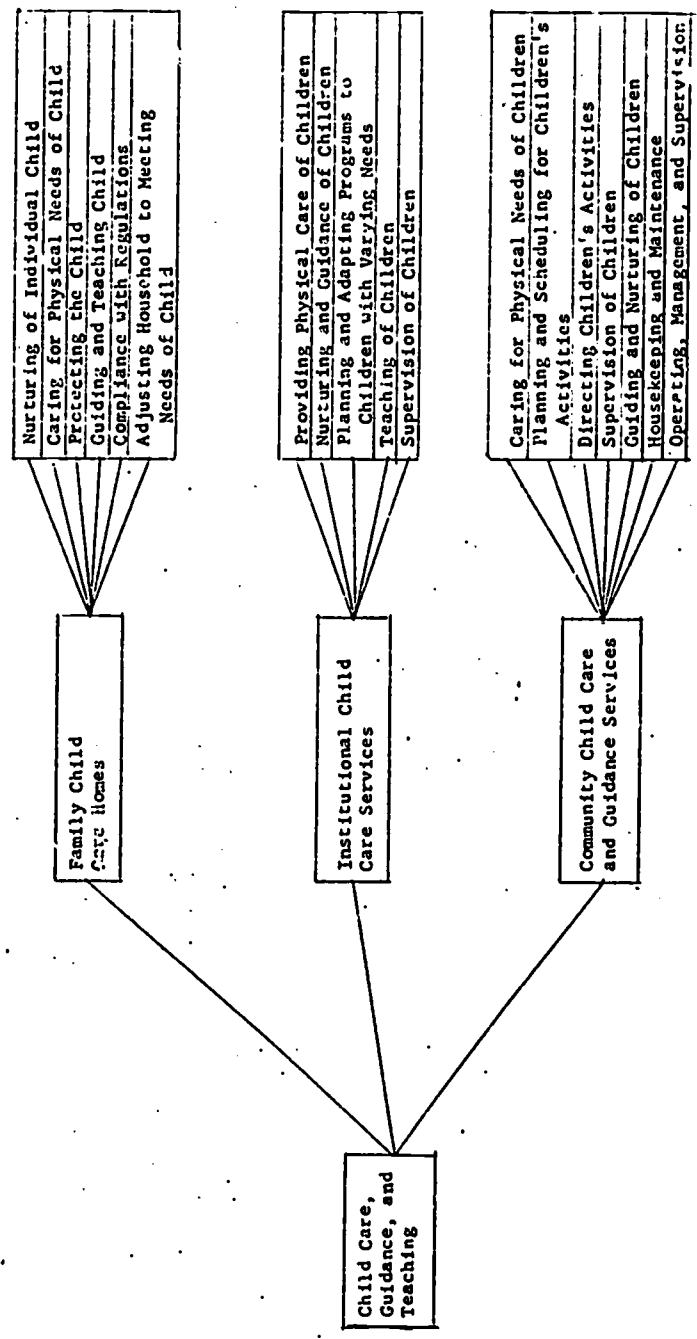 Child Care,
Guidance, and
Teaching
Family Child
Care Homes
Institutional Child
Care Services
Community Child Care
and Guidance Services
Nurturing of Individual Child
Caring for Physical Needs of Child
Protecting the Child
Guiding and Teaching Child
Compliance with Regulations
Adjusting Household to Meeting
Needs of Child
Providing Physical Care of Children
Nurturing and Guidance of Children
Planning and Adapting Programs to
Children with Varying Needs
Teaching of Children
Supervision of Children
Caring for Physical Needs of Children
Planning and Scheduling for Children's
Activities
Directing Children's Activities
Supervision of Children
Guiding and Nurturing of Children
Housekeeping and Maintenance
Operating, Management, and Supervision